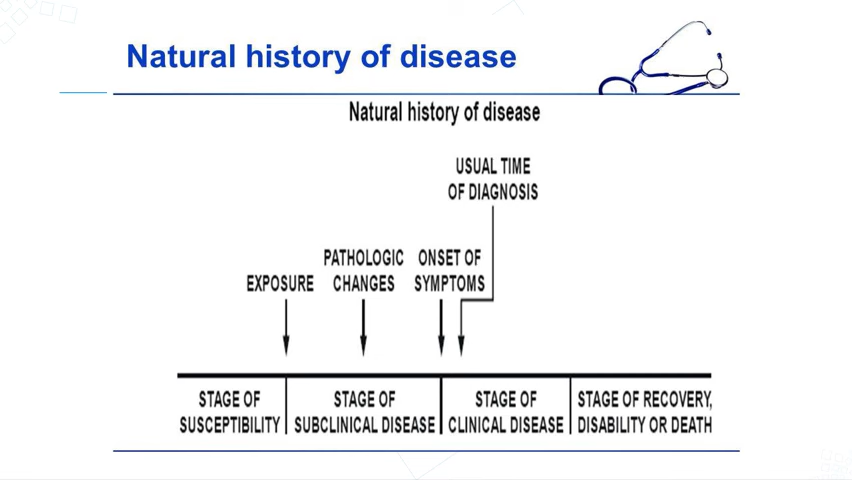 Natural history of disease
Natural history of disease
USUAL TIME
OF DIAGNOSIS
PATHOLOGIC
CHANGES
ONSET OF
SYMPTOMS
EXPOSURE
STAGE OF
SUSCEPTIBILITY
STAGE OF
SUBCLINICAL DISEASE
STAGE OF
CLINICAL DISEASE
STAGE OF RECOVERY,
DISABILITY OR DEATH